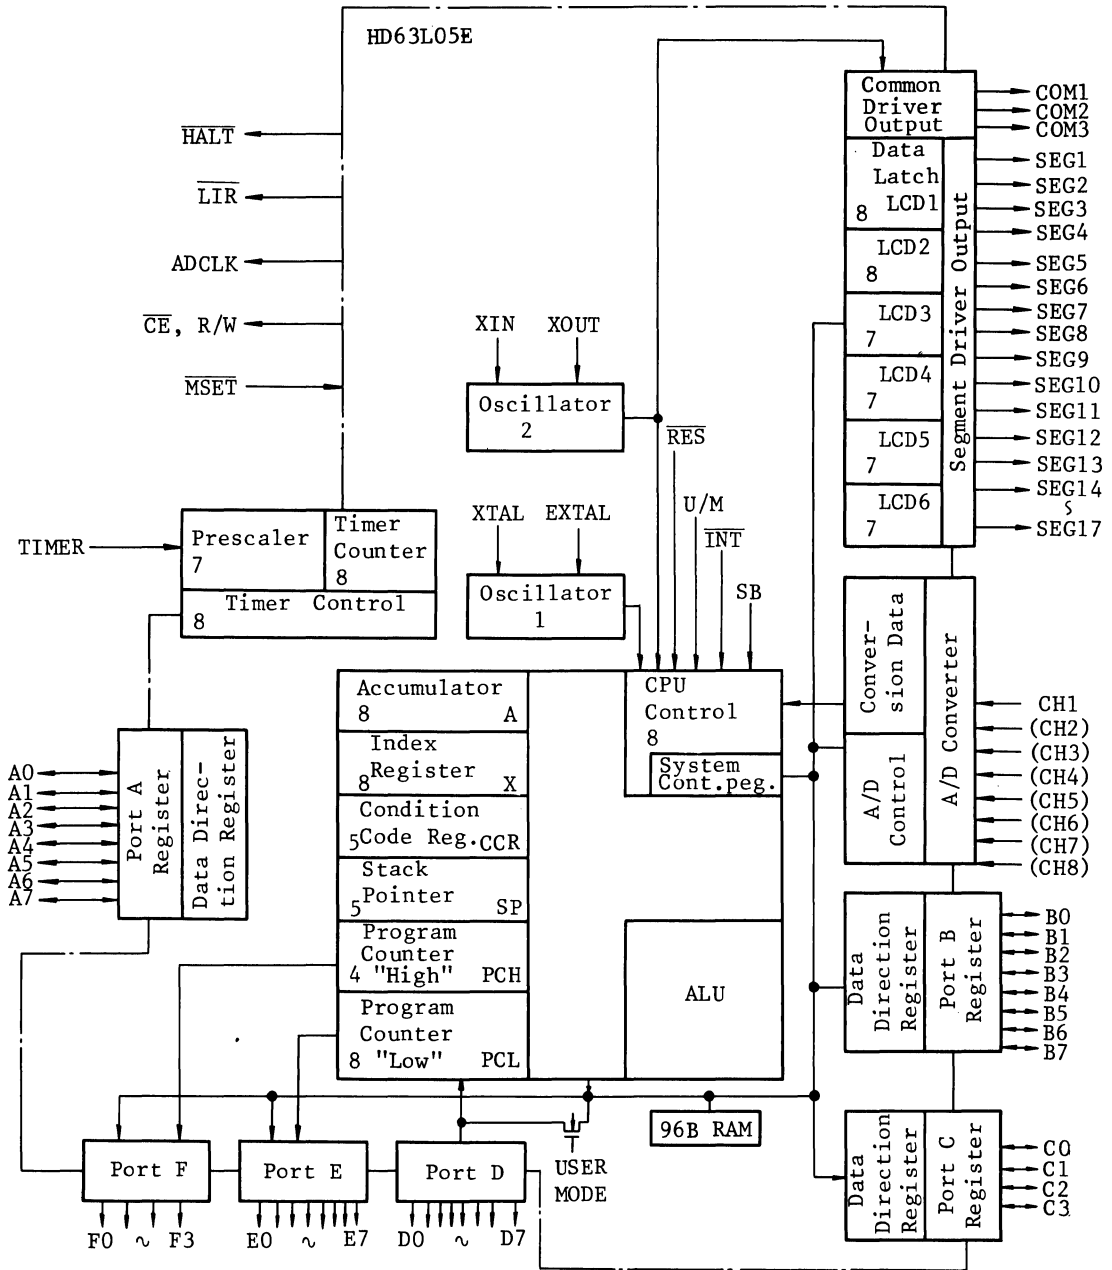 HD63L05E
HALT
LIR
ADCLK
CE, R/W
MSET
Common
Driver
Output
COM1
COM2
COM3
Data
Latch
LCD1
8
LCD2
8
LCD3
7
LCD4
7
LCD5
7
LCD6
7
Segment Driver Output
SEG1
SEG2
SEG3
SEG4
SEG5
SEG6
SEG7
SEG8
SEG9
SEG10
SEG11
SEG12
SEG13
SEG14
∫
SEG17
XIN XOUT
Oscillator
2
XTAL EXTAL
Oscillator
1
RES
U/M
INT
SB
TIMER
Prescaler
7
Timer
Counter
8
Timer Control
8
Accumulator
8 A
Index
Register
8 X
Condition
5 Code Reg. CCR
Stack
Pointer
5 SP
Program
Counter
4 "High" PCH
Program
Counter
8 "Low" PCL
CPU
Control
8
System
Cont.peg.
ALU
Conver-
sion Data
A/D
Control
A/D Converter
CH1
(CH2)
(CH3)
(CH4)
(CH5)
(CH6)
(CH7)
(CH8)
A0
A1
A2
A3
A4
A5
A6
A7
Port A
Register
Data Direc-
tion Register
Data
Direction
Register
Port B
Register
B0
B1
B2
B3
B4
B5
B6
B7
Data
Direction
Register
Port C
Register
C0
C1
C2
C3
96B RAM
USER
MODE
Port F
Port E
Port D
F0 ~ F3
E0 ~ E7
D0 ~ D7